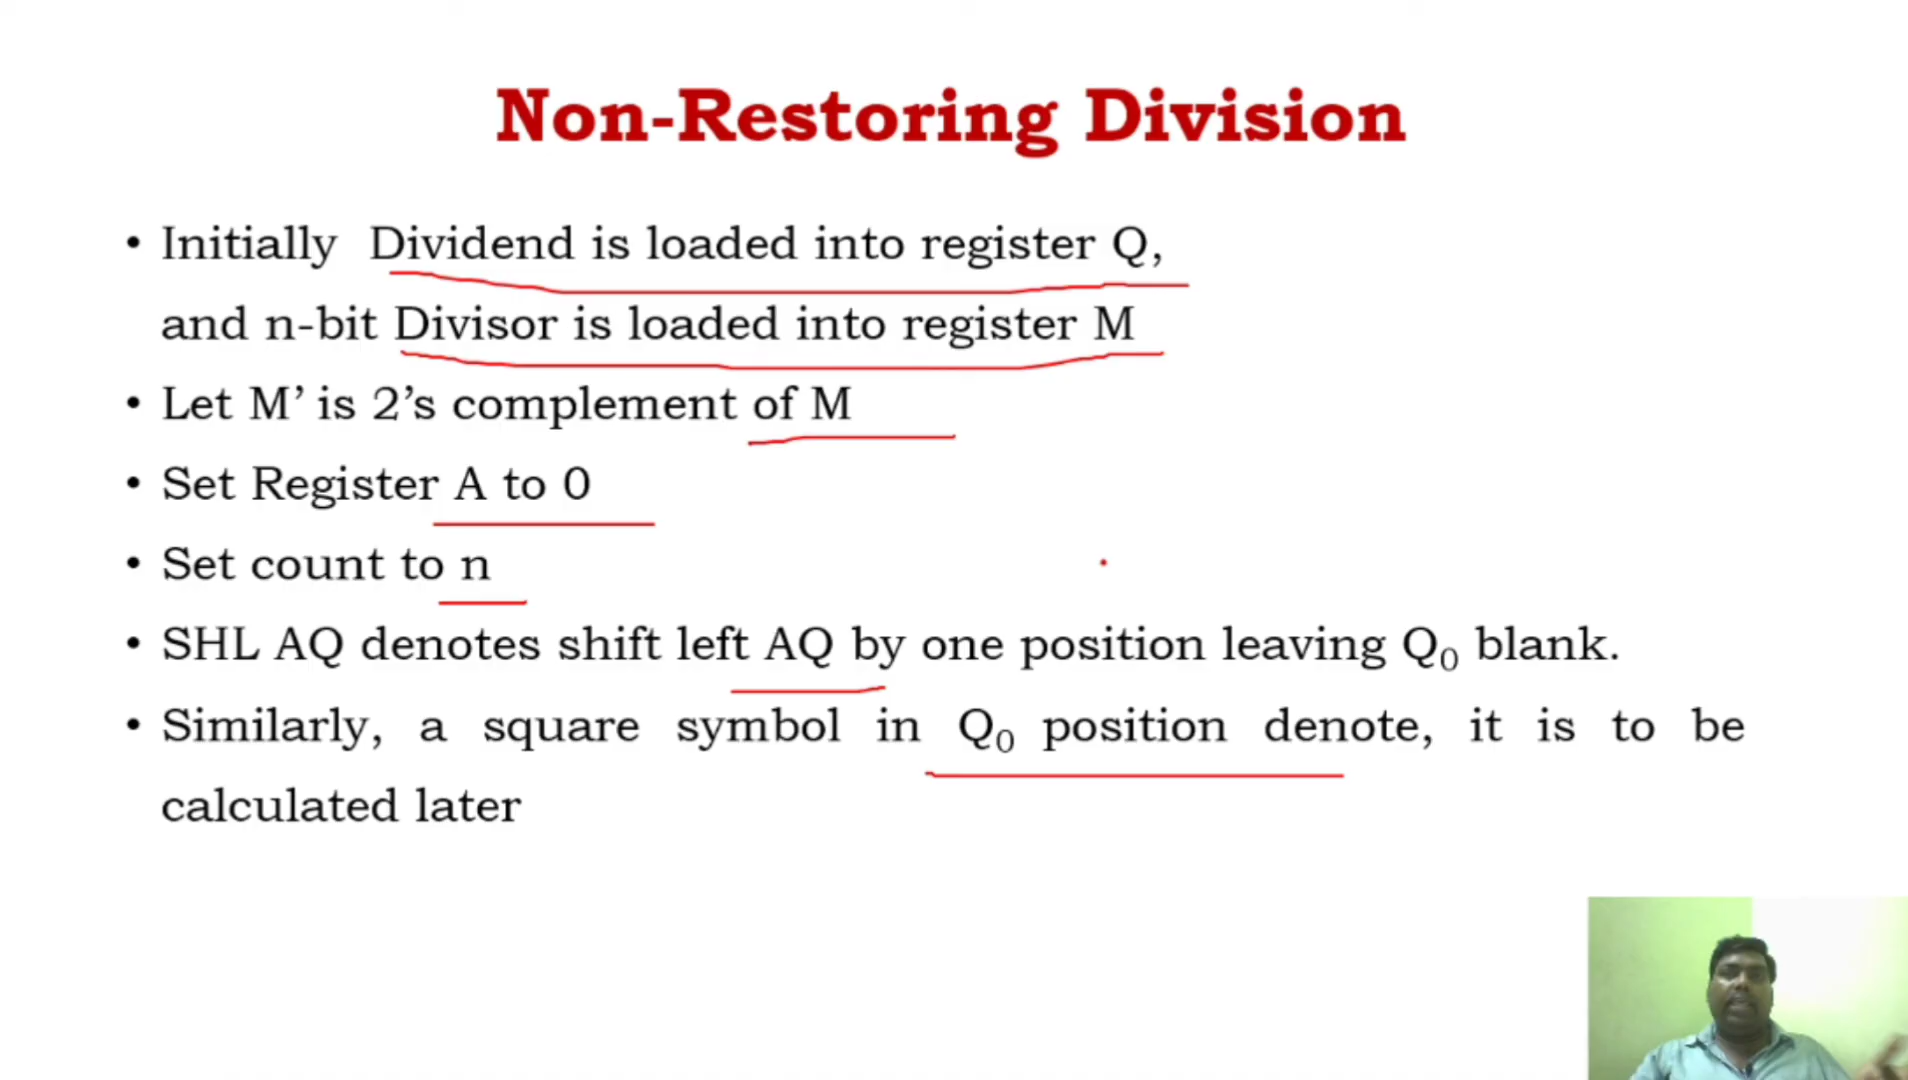 Non-Restoring Division
• Initially Dividend is loaded into register Q,
and n-bit Divisor is loaded into register M
• Let M’ is 2’s complement of M
• Set Register A to 0
• Set count to n
• SHL AQ denotes shift left AQ by one position leaving Q₀ blank.
• Similarly, a square symbol in Q₀ position denote, it is to be
calculated later